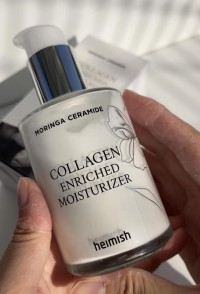 MORINGA CERAMIDE
COLLAGEN
ENRICHED
MOISTURIZER
heimish